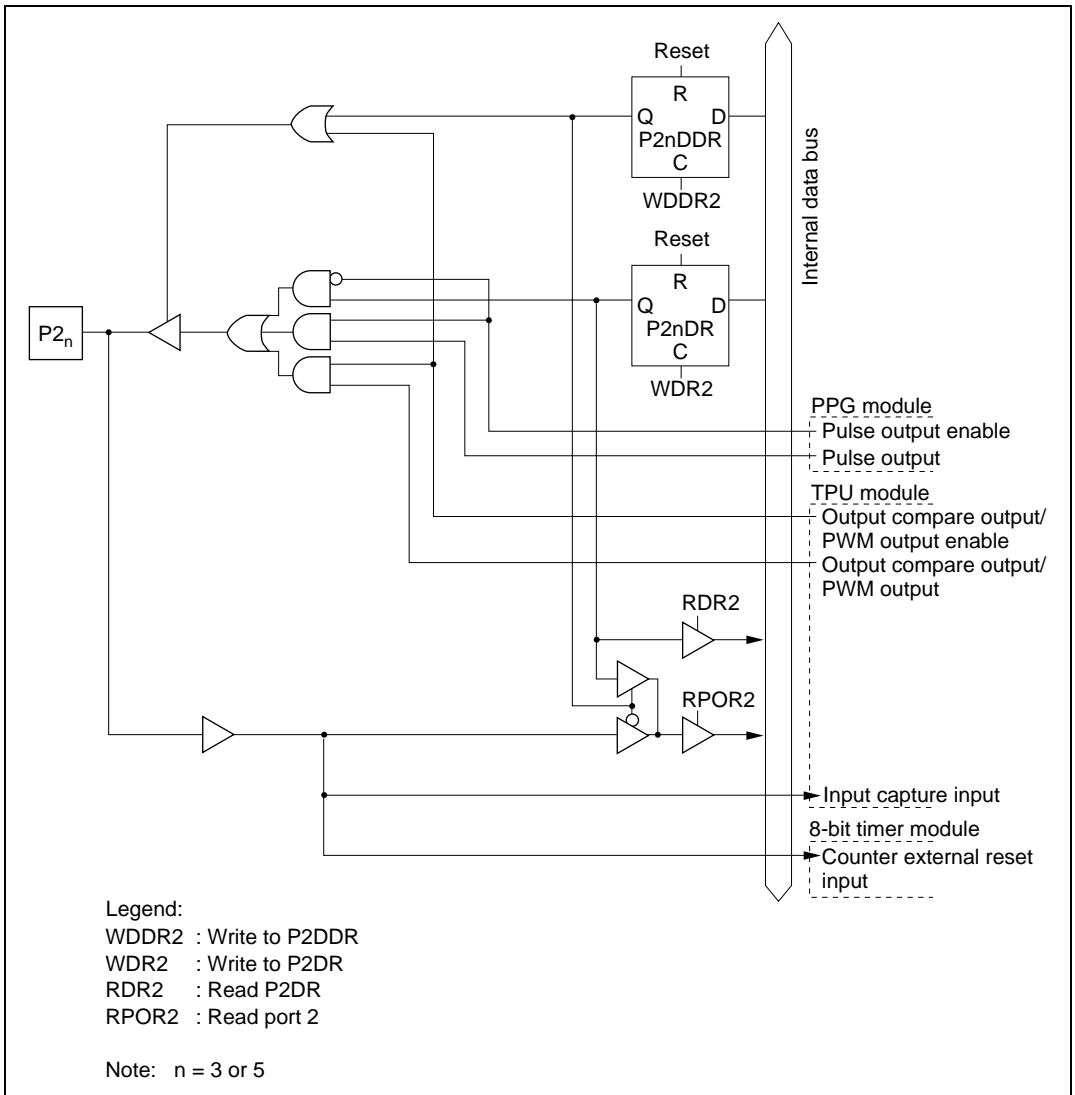 Reset
R
Q D
P2nDDR
C
WDDR2
Reset
R
Q D
P2nDR
C
WDR2
Internal data bus
P2n
PPG module
Pulse output enable
Pulse output
TPU module
Output compare output/
PWM output enable
Output compare output/
PWM output
RDR2
RPOR2
Input capture input
8-bit timer module
Counter external reset
input
Legend:
WDDR2 : Write to P2DDR
WDR2 : Write to P2DR
RDR2 : Read P2DR
RPOR2 : Read port 2
Note: n = 3 or 5